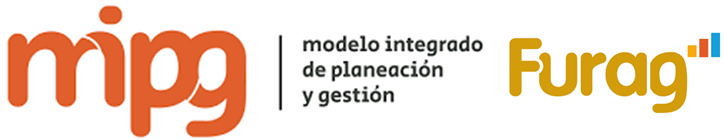 mipg
modelo integrado
de planeación
y gestión
Furag